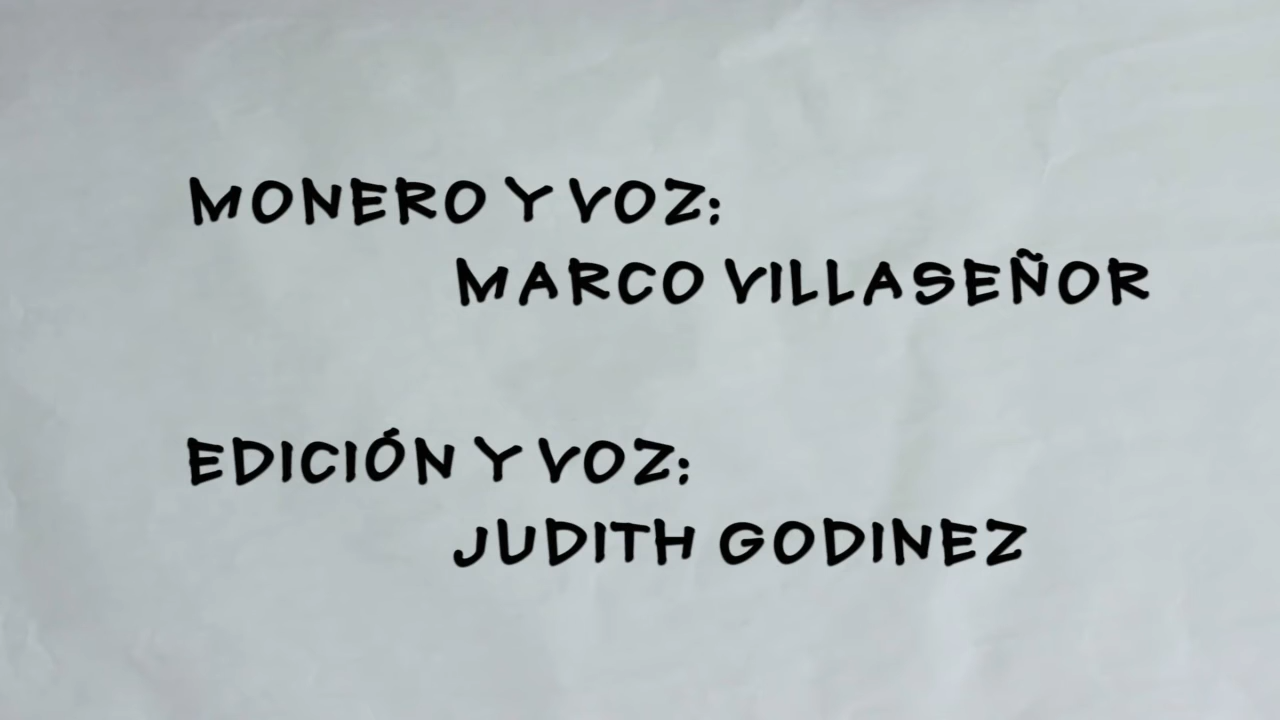 MONERO Y VOZ:
MARCO VILLASEÑOR
EDICIÓN Y VOZ:
JUDITH GODINEZ